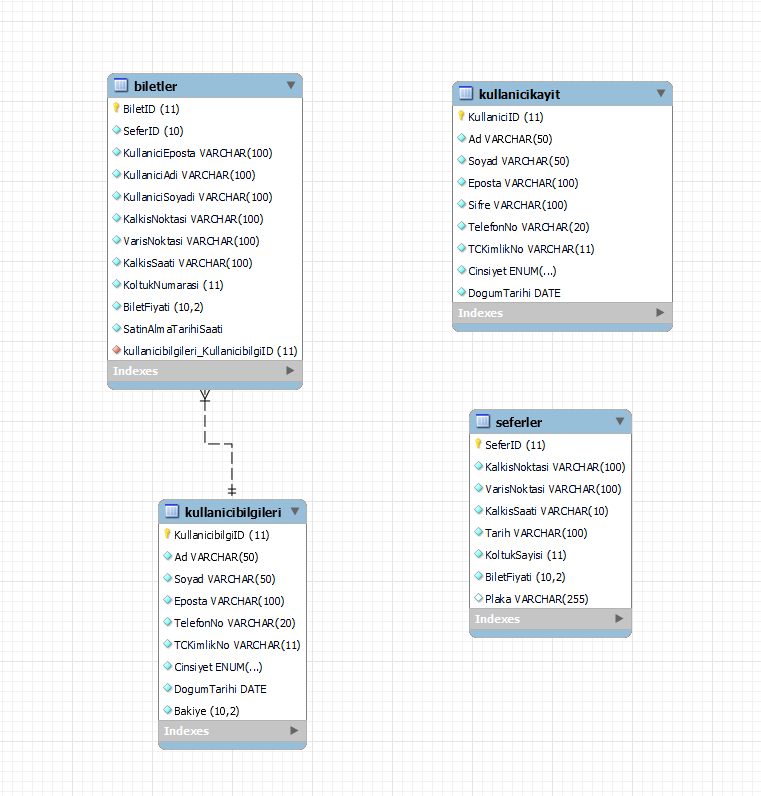 biletler
BiletID (11)
SeferID (10)
KullaniciEposta VARCHAR(100)
KullaniciAdi VARCHAR(100)
KullaniciSoyadi VARCHAR(100)
KalkisNoktasi VARCHAR(100)
VarisNoktasi VARCHAR(100)
KalkisSaati VARCHAR(100)
KoltukNumarasi (11)
BiletFiyati (10,2)
SatinAlmaTarihiSaati
kullanicibilgileri_KullanicibilgiID (11)
Indexes
kullanicikayit
KullaniciID (11)
Ad VARCHAR(50)
Soyad VARCHAR(50)
Eposta VARCHAR(100)
Sifre VARCHAR(100)
TelefonNo VARCHAR(20)
TCKimlikNo VARCHAR(11)
Cinsiyet ENUM(...)
DogumTarihi DATE
Indexes
seferler
SeferID (11)
KalkisNoktasi VARCHAR(100)
VarisNoktasi VARCHAR(100)
KalkisSaati VARCHAR(10)
Tarih VARCHAR(100)
KoltukSayisi (11)
BiletFiyati (10,2)
Plaka VARCHAR(255)
Indexes
kullanicibilgileri
KullanicibilgiID (11)
Ad VARCHAR(50)
Soyad VARCHAR(50)
Eposta VARCHAR(100)
TelefonNo VARCHAR(20)
TCKimlikNo VARCHAR(11)
Cinsiyet ENUM(...)
DogumTarihi DATE
Bakiye (10,2)
Indexes